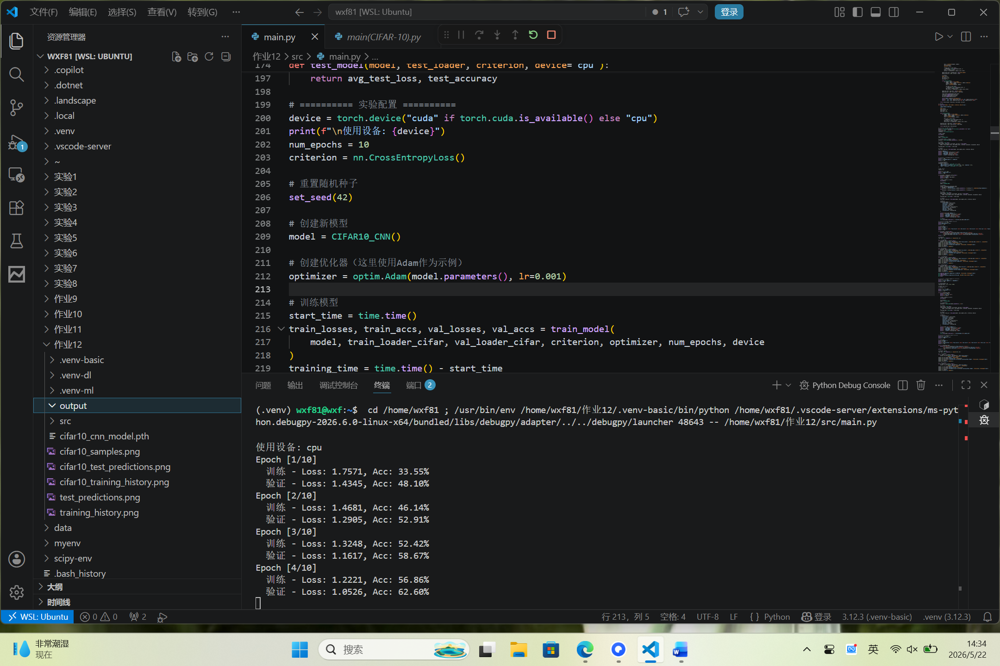 文件(F) 编辑(E) 选择(S) 查看(V) 转到(G) ···
wxf81 [WSL: Ubuntu]
1
登录
资源管理器
WXF81 [WSL: UBUNTU]
.copilot
.dotnet
.landscape
.local
.venv
.vscode-server
~
实验1
实验2
实验3
实验4
实验5
实验6
实验7
实验8
作业9
作业10
作业11
作业12
.venv-basic
.venv-dl
.venv-ml
output
src
cifar10_cnn_model.pth
cifar10_samples.png
cifar10_test_predictions.png
cifar10_training_history.png
test_predictions.png
training_history.png
data
myenv
scipy-env
.bash_history
大纲
时间线
1
main.py
main(CIFAR-10).py
作业12 > src > main.py > ...
174 def test_model(model, test_loader, criterion, device='cpu'):
197 return avg_test_loss, test_accuracy
198
199 # ========== 实验配置 ==========
200 device = torch.device("cuda" if torch.cuda.is_available() else "cpu")
201 print(f"\n使用设备: {device}")
202 num_epochs = 10
203 criterion = nn.CrossEntropyLoss()
204
205 # 重置随机种子
206 set_seed(42)
207
208 # 创建新模型
209 model = CIFAR10_CNN()
210
211 # 创建优化器（这里使用Adam作为示例）
212 optimizer = optim.Adam(model.parameters(), lr=0.001)
213
214 # 训练模型
215 start_time = time.time()
216 train_losses, train_accs, val_losses, val_accs = train_model(
217 model, train_loader_cifar, val_loader_cifar, criterion, optimizer, num_epochs, device
218 )
219 training_time = time.time() - start_time
问题 输出 调试控制台 终端 端口 2
Python Debug Console
(.venv) wxf81@wxf:~$ cd /home/wxf81 ; /usr/bin/env /home/wxf81/作业12/.venv-basic/bin/python /home/wxf81/.vscode-server/extensions/ms-pyt
hon.debugpy-2026.6.0-linux-x64/bundled/libs/debugpy/adapter/../../debugpy/launcher 48643 -- /home/wxf81/作业12/src/main.py
使用设备: cpu
Epoch [1/10]
训练 - Loss: 1.7571, Acc: 33.55%
验证 - Loss: 1.4345, Acc: 48.10%
Epoch [2/10]
训练 - Loss: 1.4681, Acc: 46.14%
验证 - Loss: 1.2905, Acc: 52.91%
Epoch [3/10]
训练 - Loss: 1.3248, Acc: 52.42%
验证 - Loss: 1.1617, Acc: 58.67%
Epoch [4/10]
训练 - Loss: 1.2221, Acc: 56.86%
验证 - Loss: 1.0526, Acc: 62.60%
WSL: Ubuntu 0 0 2
行 213, 列 5 空格: 4 UTF-8 LF { } Python 登录 3.12.3 (.venv-basic) .venv (3.12.3)
非常潮湿
现在
搜索
英
14:34
2026/5/22